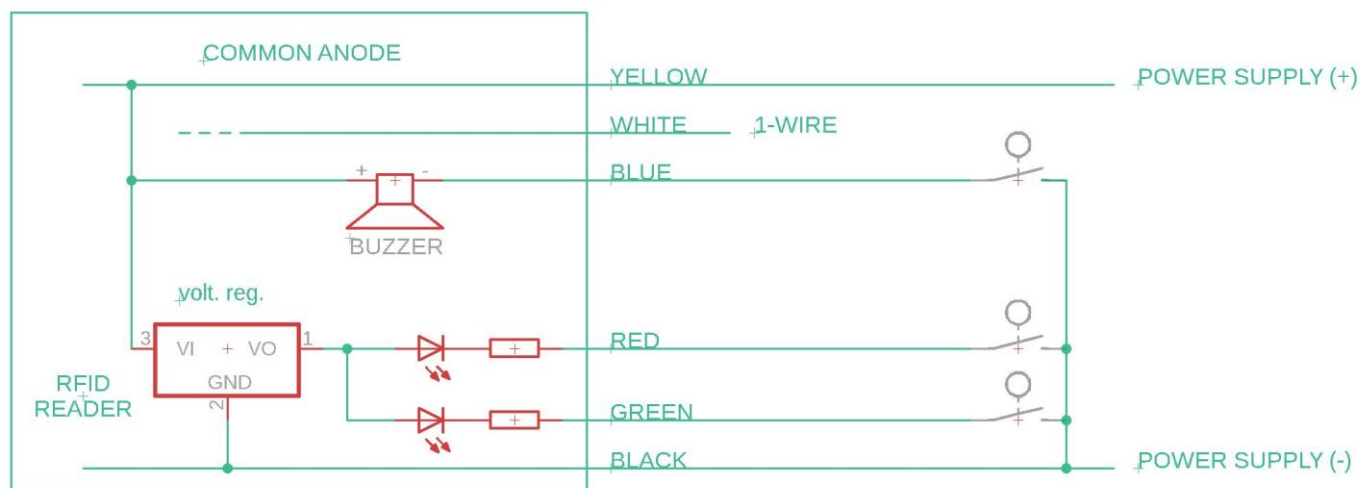 COMMON ANODE
YELLOW
POWER SUPPLY (+)
WHITE
1-WIRE
+
-
BLUE
BUZZER
volt. reg.
3
VI
VO
1
RED
GND
RFID
READER
2
GREEN
BLACK
POWER SUPPLY (-)